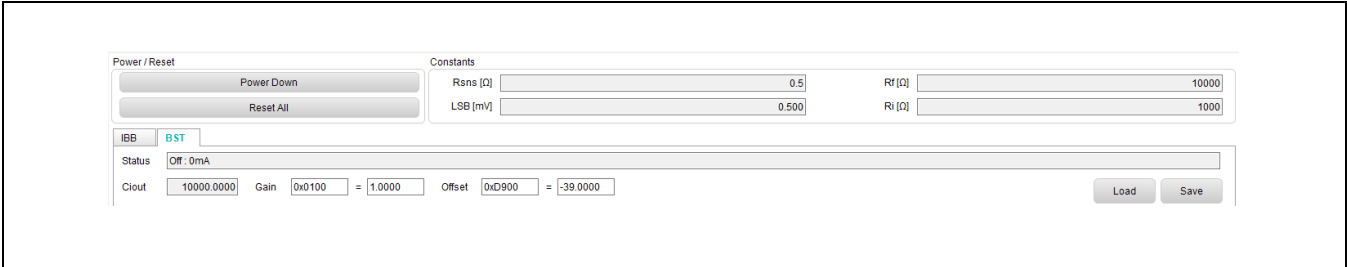 Power / Reset Constants
Power Down Rsns [Ω] 0.5 Rf [Ω] 10000
Reset All LSB [mV] 0.500 Ri [Ω] 1000
IBB BST
Status Off : 0mA
Ciout 10000.0000 Gain 0x0100 = 1.0000 Offset 0xD900 = -39.0000 Load Save